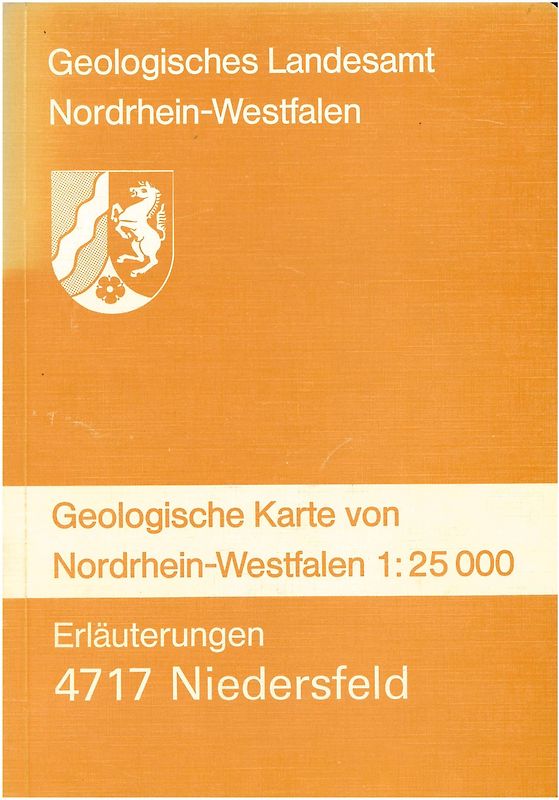 Geologisches Landesamt
Nordrhein-Westfalen
Geologische Karte von
Nordrhein-Westfalen 1:25 000
Erläuterungen
4717 Niedersfeld